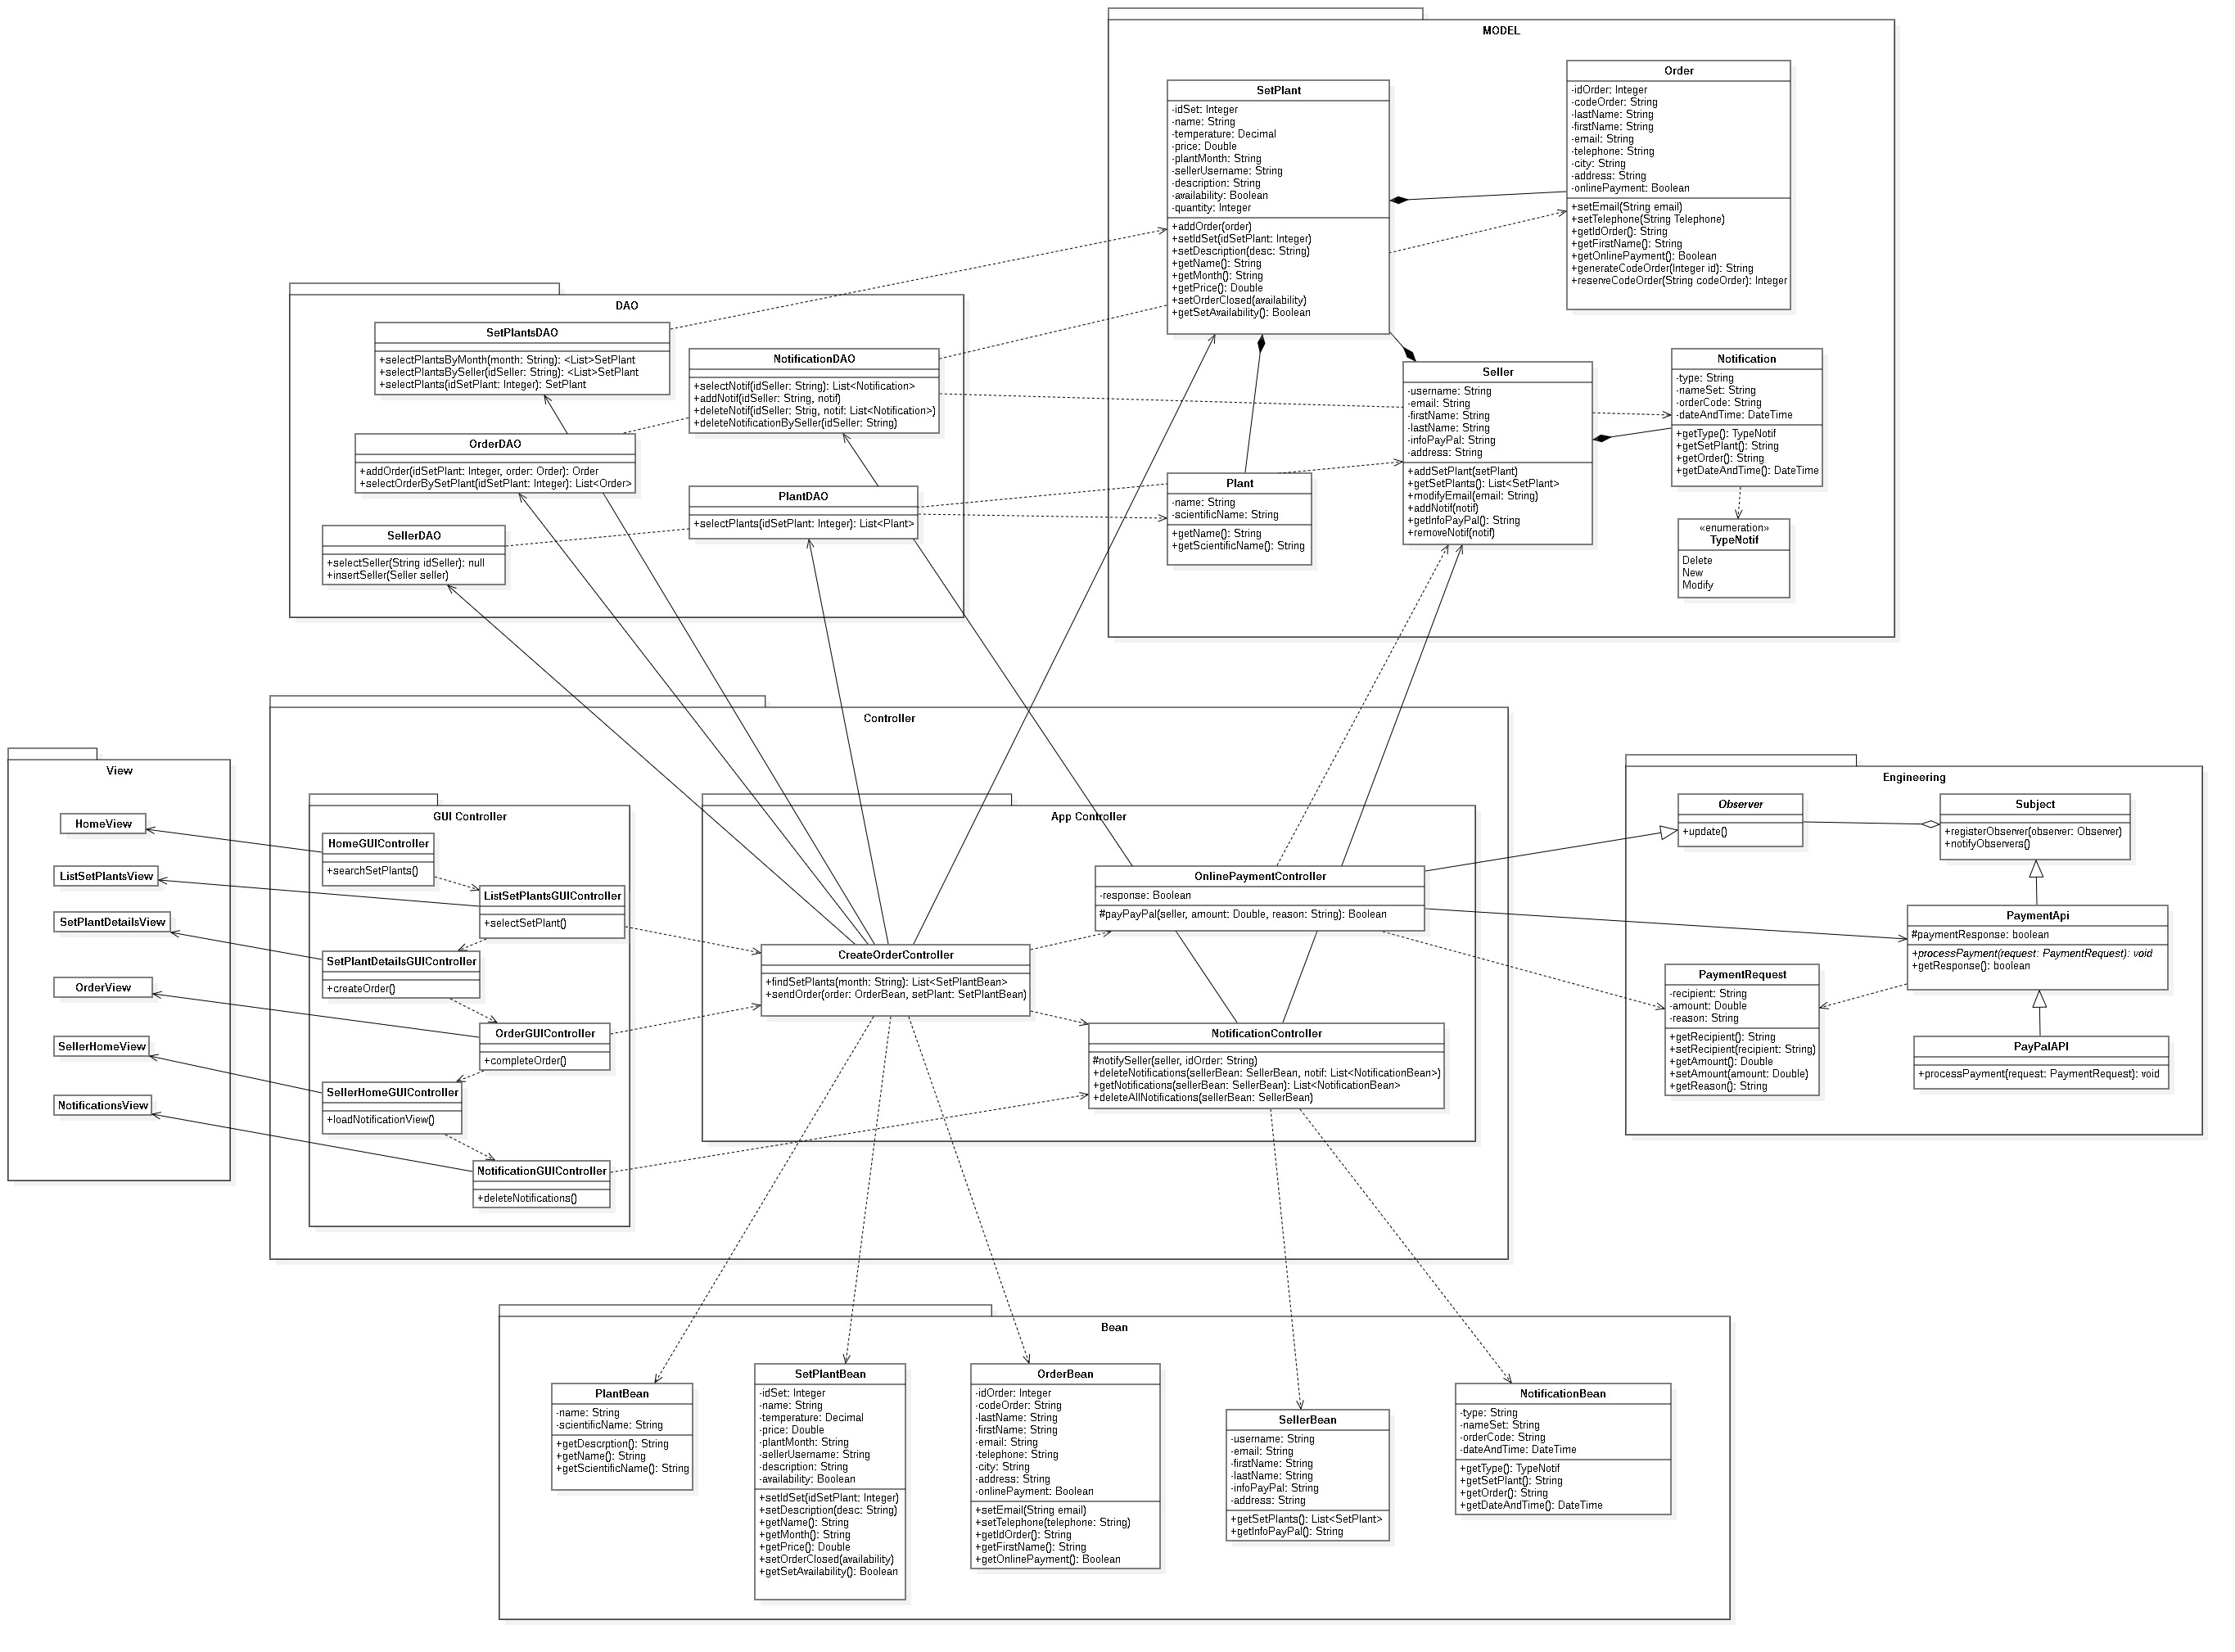 MODEL
SetPlant
-idSet: Integer
-name: String
-temperature: Decimal
-price: Double
-plantMonth: String
-sellerUsername: String
-description: String
-availability: Boolean
-quantity: Integer
+addOrder(order)
+setIdSet(idSetPlant: Integer)
+setDescription(desc: String)
+getName(): String
+getMonth(): String
+getPrice(): Double
+setOrderClosed(availability)
+getSetAvailability(): Boolean
Order
-idOrder: Integer
-codeOrder: String
-lastName: String
-firstName: String
-email: String
-telephone: String
-city: String
-address: String
-onlinePayment: Boolean
+setEmail(String email)
+setTelephone(String Telephone)
+getIdOrder(): String
+getFirstName(): String
+getOnlinePayment(): Boolean
+generateCodeOrder(Integer id): String
+reserveCodeOrder(String codeOrder): Integer
Seller
-username: String
-email: String
-firstName: String
-lastName: String
-infoPayPal: String
-address: String
+addSetPlant(setPlant)
+getSetPlants(): List<SetPlant>
+modifyEmail(email: String)
+addNotif(notif)
+getInfoPayPal(): String
+removeNotif(notif)
Notification
-type: String
-nameSet: String
-orderCode: String
-dateAndTime: DateTime
+getType(): TypeNotif
+getSetPlant(): String
+getOrder(): String
+getDateAndTime(): DateTime
Plant
-name: String
-scientificName: String
+getName(): String
+getScientificName(): String
«enumeration»
TypeNotif
Delete
New
Modify
DAO
SetPlantsDAO
+selectPlantsByMonth(month: String): <List>SetPlant
+selectPlantsBySeller(idSeller: String): <List>SetPlant
+selectPlants(idSetPlant: Integer): SetPlant
NotificationDAO
+selectNotif(idSeller: String): List<Notification>
+addNotif(idSeller: String, notif)
+deleteNotif(idSeller: Strig, notif: List<Notification>)
+deleteNotificationBySeller(idSeller: String)
OrderDAO
+addOrder(idSetPlant: Integer, order: Order): Order
+selectOrderBySetPlant(idSetPlant: Integer): List<Order>
PlantDAO
+selectPlants(idSetPlant: Integer): List<Plant>
SellerDAO
+selectSeller(String idSeller): null
+insertSeller(Seller seller)
View
HomeView
ListSetPlantsView
SetPlantDetailsView
OrderView
SellerHomeView
NotificationsView
Controller
GUI Controller
HomeGUIController
+searchSetPlants()
ListSetPlantsGUIController
+selectSetPlant()
SetPlantDetailsGUIController
+createOrder()
OrderGUIController
+completeOrder()
SellerHomeGUIController
+loadNotificationView()
NotificationGUIController
+deleteNotifications()
App Controller
OnlinePaymentController
-response: Boolean
#payPayPal(seller, amount: Double, reason: String): Boolean
CreateOrderController
+findSetPlants(month: String): List<SetPlantBean>
+sendOrder(order: OrderBean, setPlant: SetPlantBean)
NotificationController
#notifySeller(seller, idOrder: String)
+deleteNotifications(sellerBean: SellerBean, notif: List<NotificationBean>)
+getNotifications(sellerBean: SellerBean): List<NotificationBean>
+deleteAllNotifications(sellerBean: SellerBean)
Engineering
Observer
+update()
Subject
+registerObserver(observer: Observer)
+notifyObservers()
PaymentApi
#paymentResponse: boolean
+processPayment(request: PaymentRequest): void
+getResponse(): boolean
PaymentRequest
-recipient: String
-amount: Double
-reason: String
+getRecipient(): String
+setRecipient(recipient: String)
+getAmount(): Double
+setAmount(amount: Double)
+getReason(): String
PayPalAPI
+processPayment(request: PaymentRequest): void
Bean
PlantBean
-name: String
-scientificName: String
+getDescrption(): String
+getName(): String
+getScientificName(): String
SetPlantBean
-idSet: Integer
-name: String
-temperature: Decimal
-price: Double
-plantMonth: String
-sellerUsername: String
-description: String
-availability: Boolean
+setIdSet(idSetPlant: Integer)
+setDescription(desc: String)
+getName(): String
+getMonth(): String
+getPrice(): Double
+setOrderClosed(availability)
+getSetAvailability(): Boolean
OrderBean
-idOrder: Integer
-codeOrder: String
-lastName: String
-firstName: String
-email: String
-telephone: String
-city: String
-address: String
-onlinePayment: Boolean
+setEmail(String email)
+setTelephone(telephone: String)
+getIdOrder(): String
+getFirstName(): String
+getOnlinePayment(): Boolean
SellerBean
-username: String
-email: String
-firstName: String
-lastName: String
-infoPayPal: String
-address: String
+getSetPlants(): List<SetPlant>
+getInfoPayPal(): String
NotificationBean
-type: String
-nameSet: String
-orderCode: String
-dateAndTime: DateTime
+getType(): TypeNotif
+getSetPlant(): String
+getOrder(): String
+getDateAndTime(): DateTime